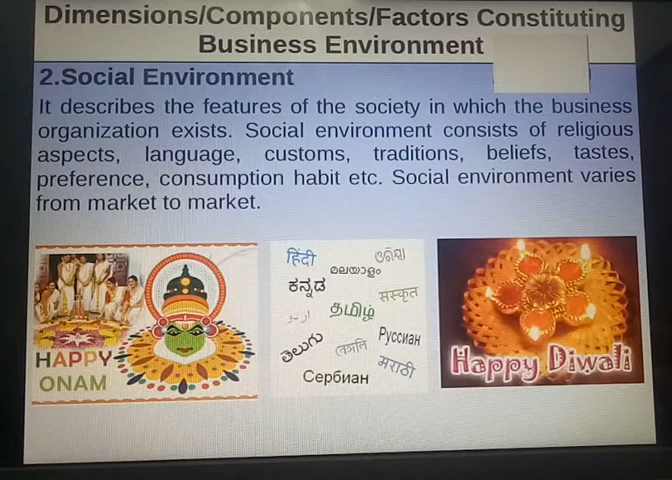 Dimensions/Components/Factors Constituting
Business Environment
2.Social Environment
It describes the features of the society in which the business
organization exists. Social environment consists of religious
aspects, language, customs, traditions, beliefs, tastes,
preference, consumption habit etc. Social environment varies
from market to market.
HAPPY
ONAM
हिंदी
ଓଡ଼ିଆ
മലയാളം
ಕನ್ನಡ
संस्कृत
தமிழ்
తెలుగు
Руссиан
मराठी
Сербиан
Happy Diwali